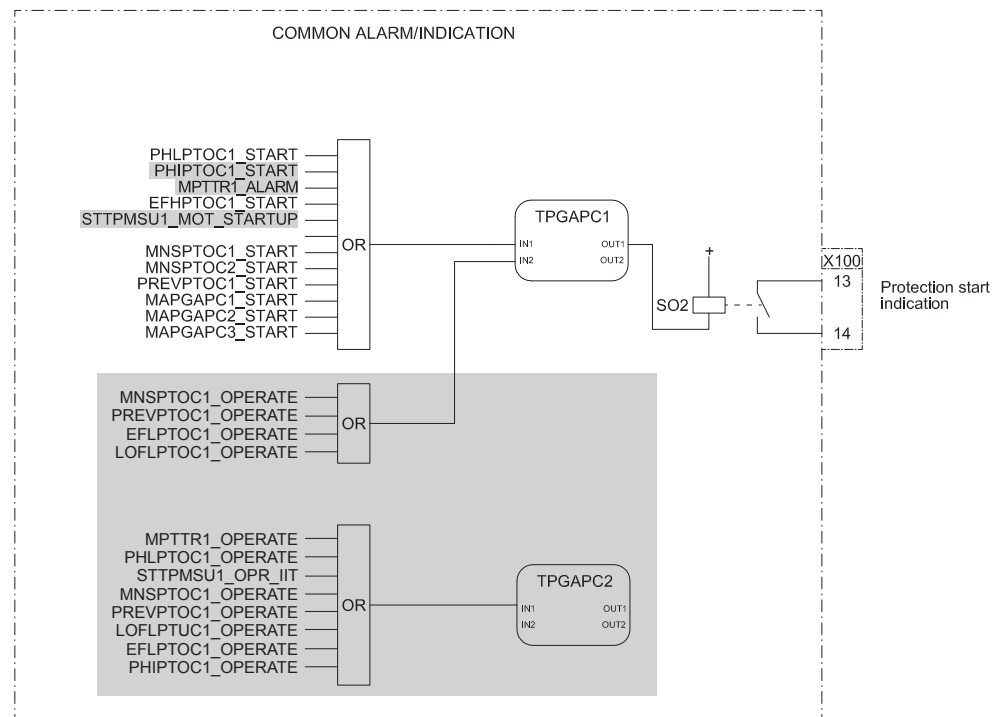 COMMON ALARM/INDICATION
PHLPTOC1_START
PHIPTOC1_START
MPTTR1_ALARM
EFHPTOC1_START
STTPMSU1_MOT_STARTUP
MNSPTOC1_START
MNSPTOC2_START
PREVPTOC1_START
MAPGAPC1_START
MAPGAPC2_START
MAPGAPC3_START
OR
TPGAPC1
IN1
IN2
OUT1
OUT2
+
SO2
X100
13
14
Protection start
indication
MNSPTOC1_OPERATE
PREVPTOC1_OPERATE
EFLPTOC1_OPERATE
LOFLPTOC1_OPERATE
OR
MPTTR1_OPERATE
PHLPTOC1_OPERATE
STTPMSU1_OPR_IIT
MNSPTOC1_OPERATE
PREVPTOC1_OPERATE
LOFLPTUC1_OPERATE
EFLPTOC1_OPERATE
PHIPTOC1_OPERATE
OR
TPGAPC2
IN1
IN2
OUT1
OUT2